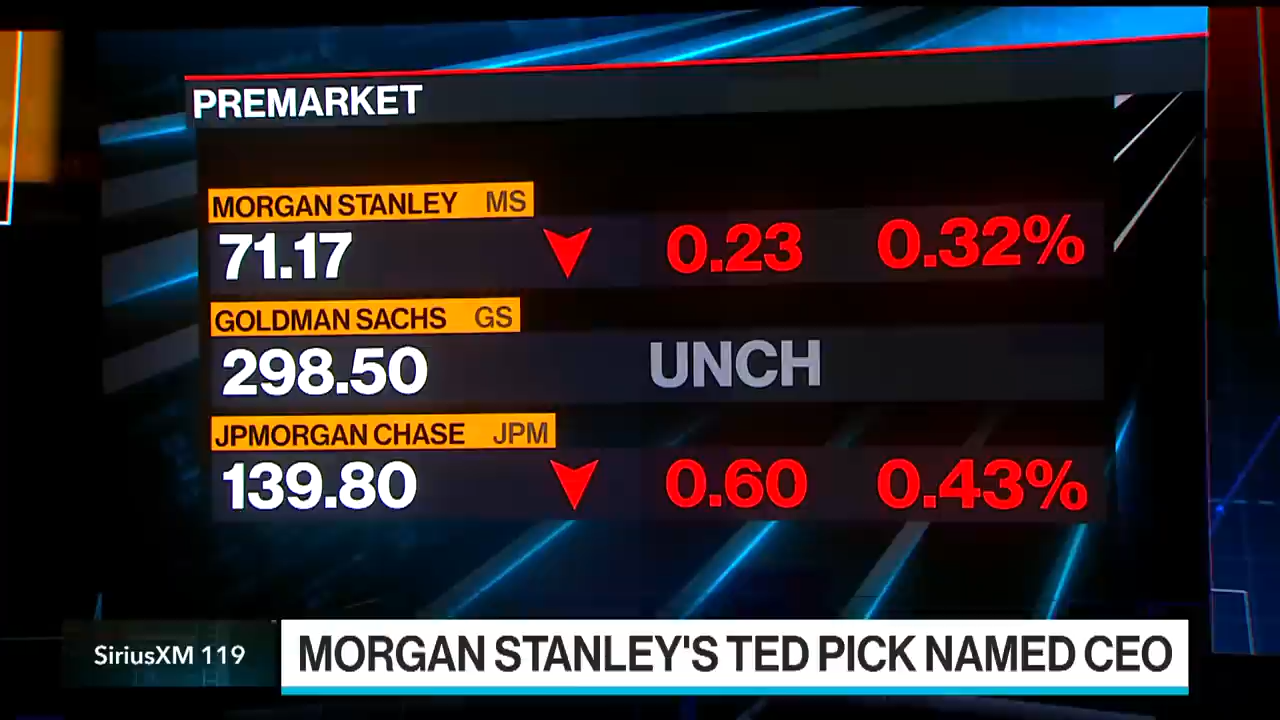 PREMARKET
MORGAN STANLEY MS
71.17 0.23 0.32%
GOLDMAN SACHS GS
298.50 UNCH
JPMORGAN CHASE JPM
139.80 0.60 0.43%
SiriusXM 119
MORGAN STANLEY'S TED PICK NAMED CEO